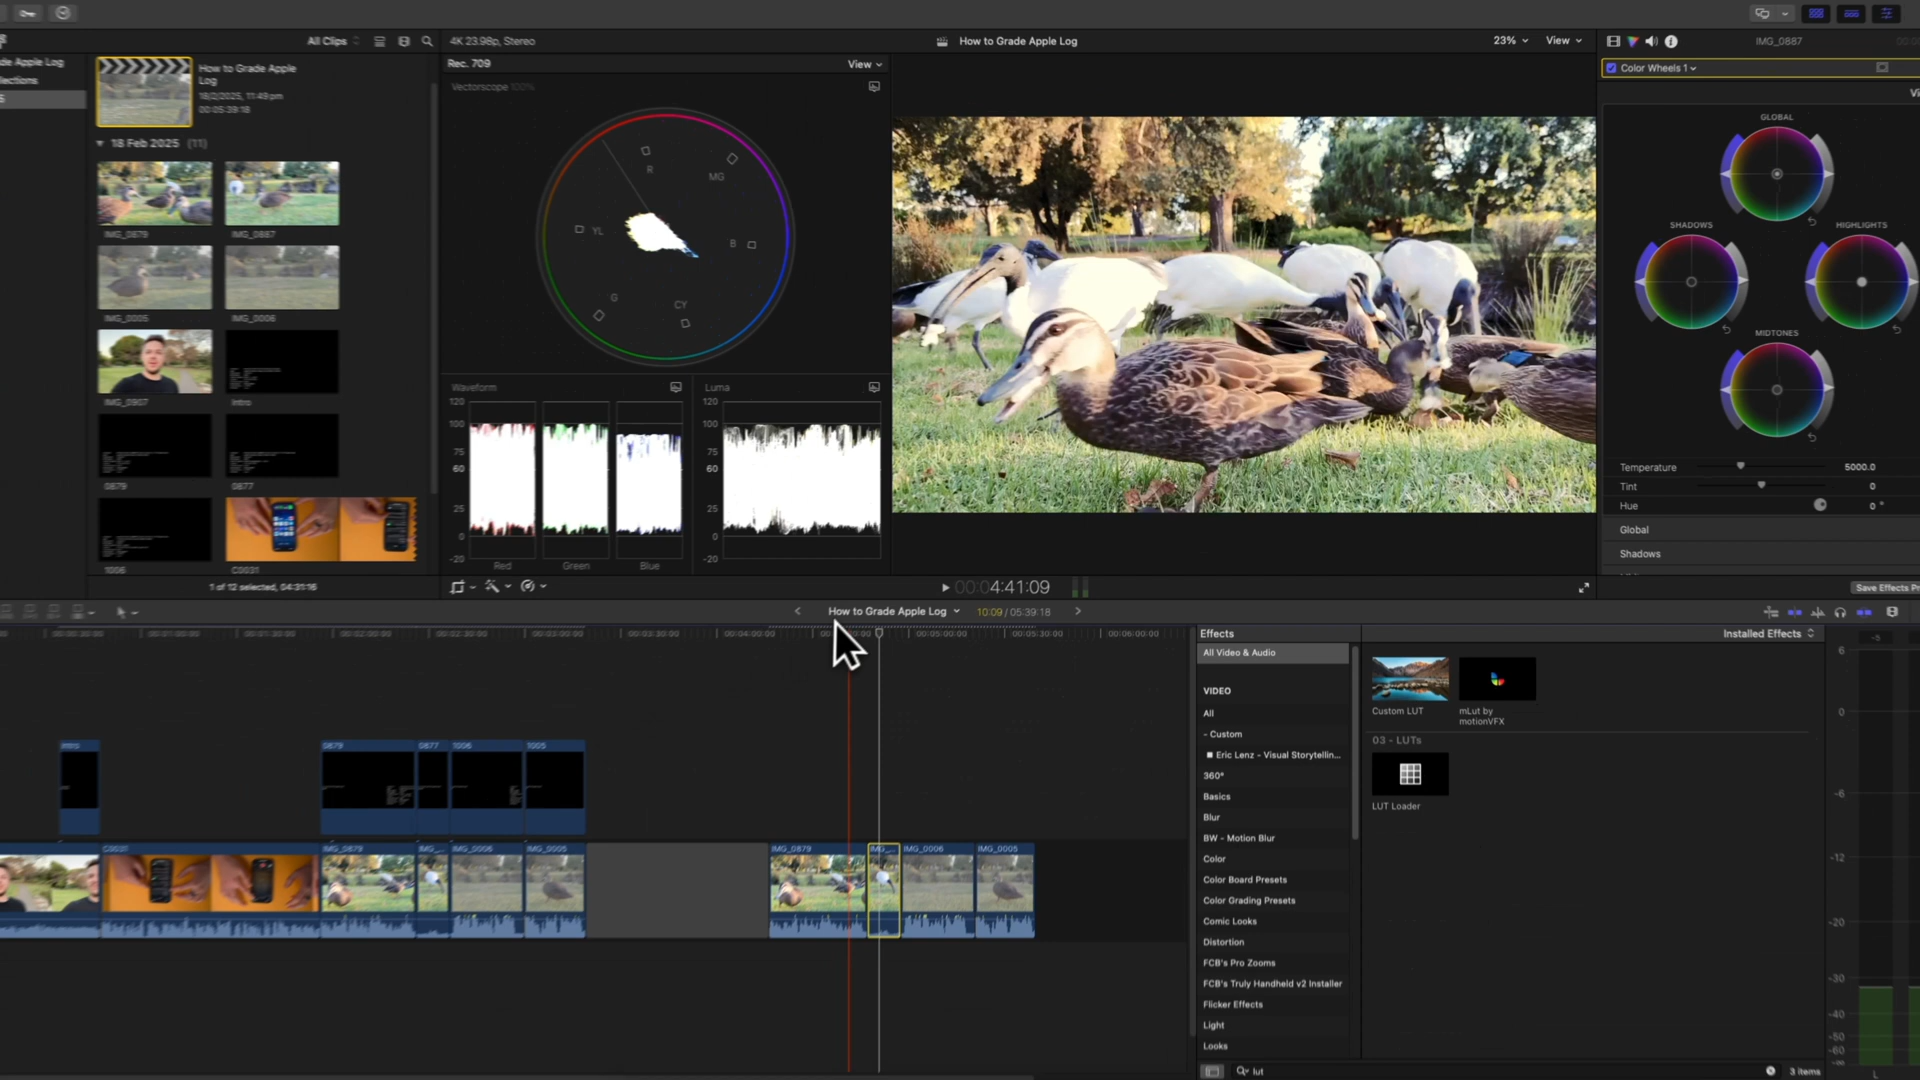 All Clips
4K 23.98p, Stereo
How to Grade Apple Log
23%
View
IMG_0887
de Apple Log
lections
How to Grade Apple
Log
18/2/2025, 11:49pm
00:05:39:18
Rec. 709
View
Color Wheels 1
Vectorscope 100%
R
MG
YL
B
G
CY
GLOBAL
SHADOWS
HIGHLIGHTS
MIDTONES
18 Feb 2025 (11)
IMG_0879
IMG_0887
IMG_0005
IMG_0006
IMG_0907
Intro
0879
0877
1006
C0031
1 of 12 selected, 04:31:16
Waveform
Luma
120
100
75
60
25
0
-20
120
100
75
60
25
0
-20
Red
Green
Blue
Temperature
5000.0
Tint
0
Hue
0 °
Global
Shadows
00:04:41:09
Save Effects Pr
How to Grade Apple Log
10:09 / 05:39:18
00:00:30:00
00:01:00:00
00:01:30:00
00:02:00:00
00:02:30:00
00:03:00:00
00:03:30:00
00:04:00:00
00:05:00:00
00:05:30:00
00:06:00:00
Intro
0879
0877
1006
1005
C0031
IMG_0879
IMG_...
IMG_0006
IMG_0005
IMG_0879
IMG_...
IMG_0006
IMG_0005
Effects
Installed Effects
All Video & Audio
VIDEO
All
- Custom
Eric Lenz - Visual Storytellin...
360°
Basics
Blur
BW - Motion Blur
Color
Color Board Presets
Color Grading Presets
Comic Looks
Distortion
FCB's Pro Zooms
FCB's Truly Handheld v2 Installer
Flicker Effects
Light
Looks
Custom LUT
mLut by
motionVFX
03 - LUTs
LUT Loader
lut
3 items
6
0
-6
-12
-20
-30
-40
-50
-60
L